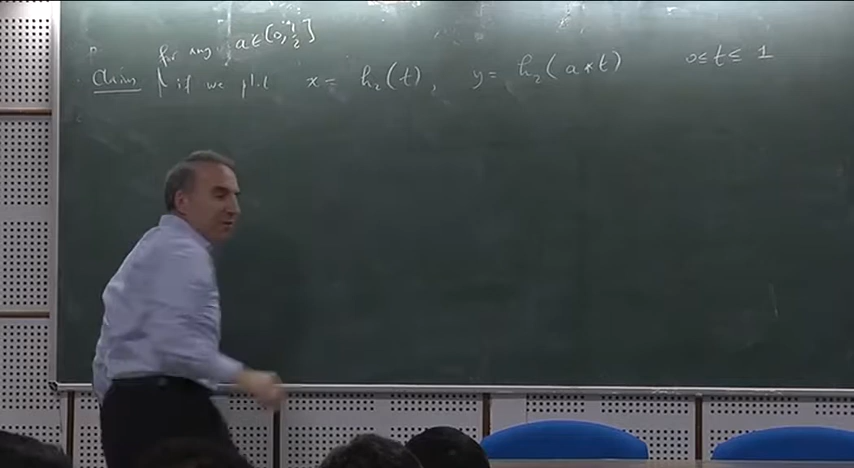 for any a ∈ [0, 1/2]
Claim if we plot x = h₂(t), y = h₂(a * t) 0 ≤ t ≤ 1